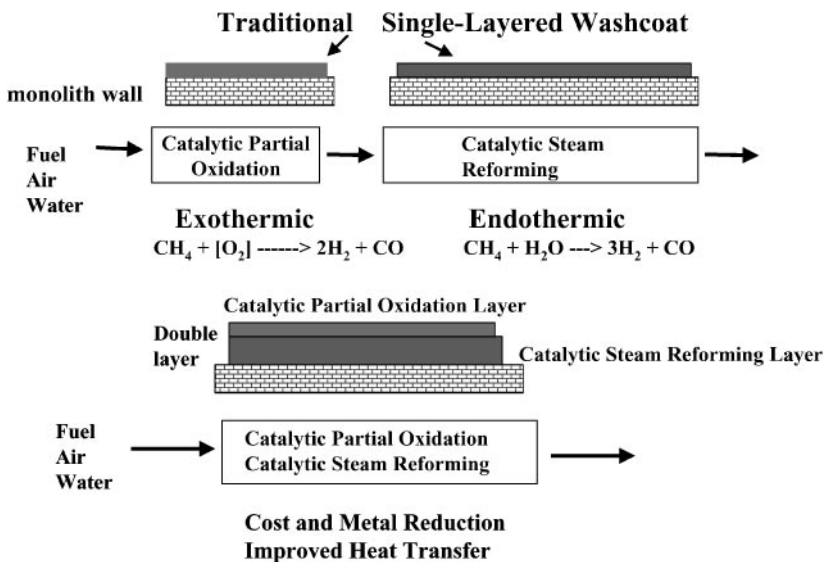 Traditional Single-Layered Washcoat
monolith wall
Fuel
Air
Water
Catalytic Partial
Oxidation
Catalytic Steam
Reforming
Exothermic
CH₄ + [O₂] ------> 2H₂ + CO
Endothermic
CH₄ + H₂O ---> 3H₂ + CO
Catalytic Partial Oxidation Layer
Double
layer
Catalytic Steam Reforming Layer
Fuel
Air
Water
Catalytic Partial Oxidation
Catalytic Steam Reforming
Cost and Metal Reduction
Improved Heat Transfer